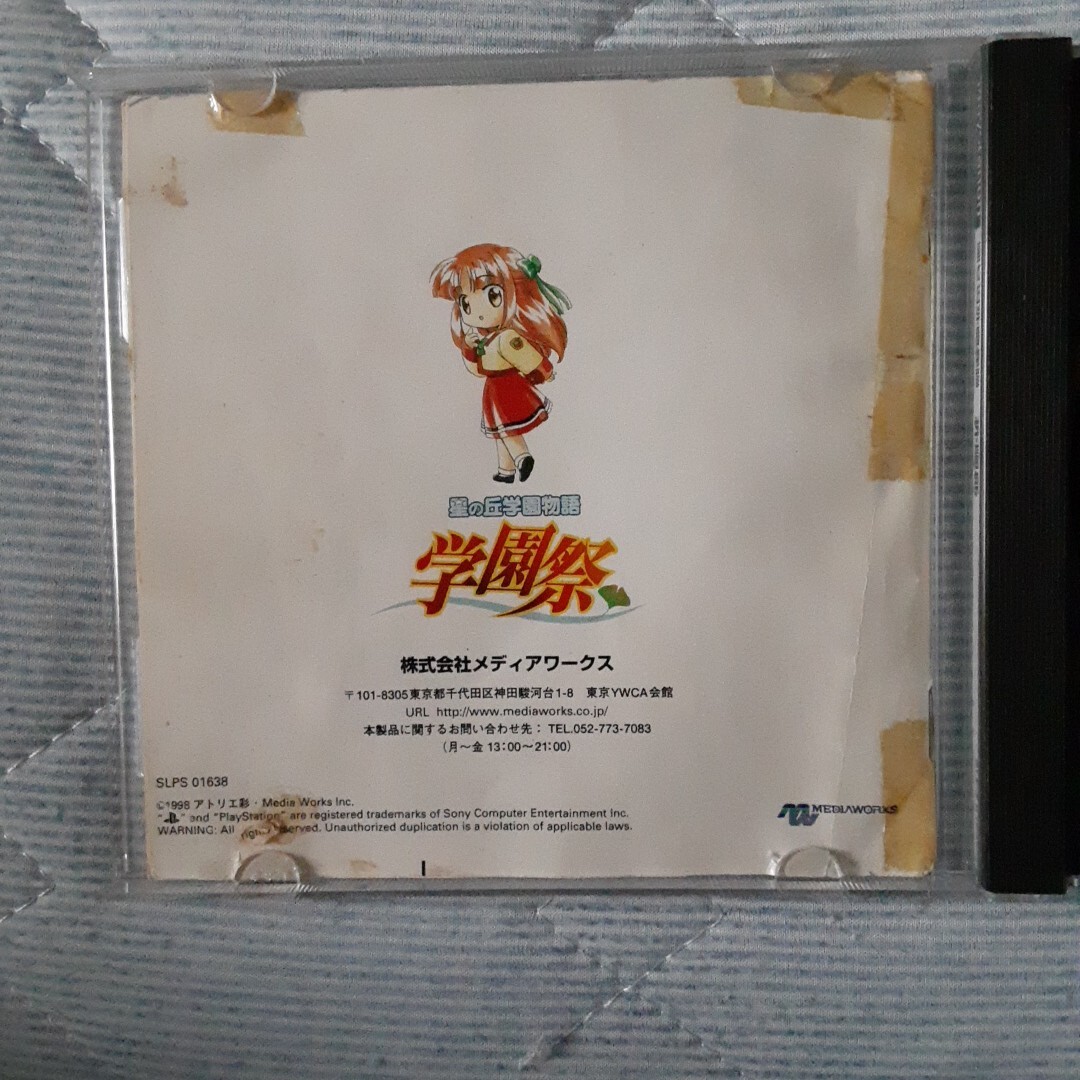 星の丘学園物語
学園祭
株式会社メディアワークス
〒101-8305東京都千代田区神田駿河台1-8 東京YWCA会館
URL http://www.mediaworks.co.jp/
本製品に関するお問い合わせ先： TEL.052-773-7083
（月〜金 13:00〜21:00）
SLPS 01638
©1998 アトリエ彩・Media Works Inc.
" " and "PlayStation" are registered trademarks of Sony Computer Entertainment Inc.
WARNING: All rights reserved. Unauthorized duplication is a violation of applicable laws.
MEDIAWORKS